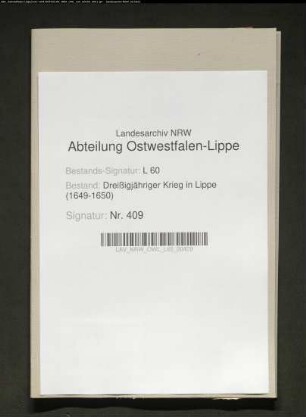 Landesarchiv NRW
Abteilung Ostwestfalen-Lippe
Bestands-Signatur: L 60
Bestand: Dreißigjähriger Krieg in Lippe
(1649-1650)
Signatur: Nr. 409